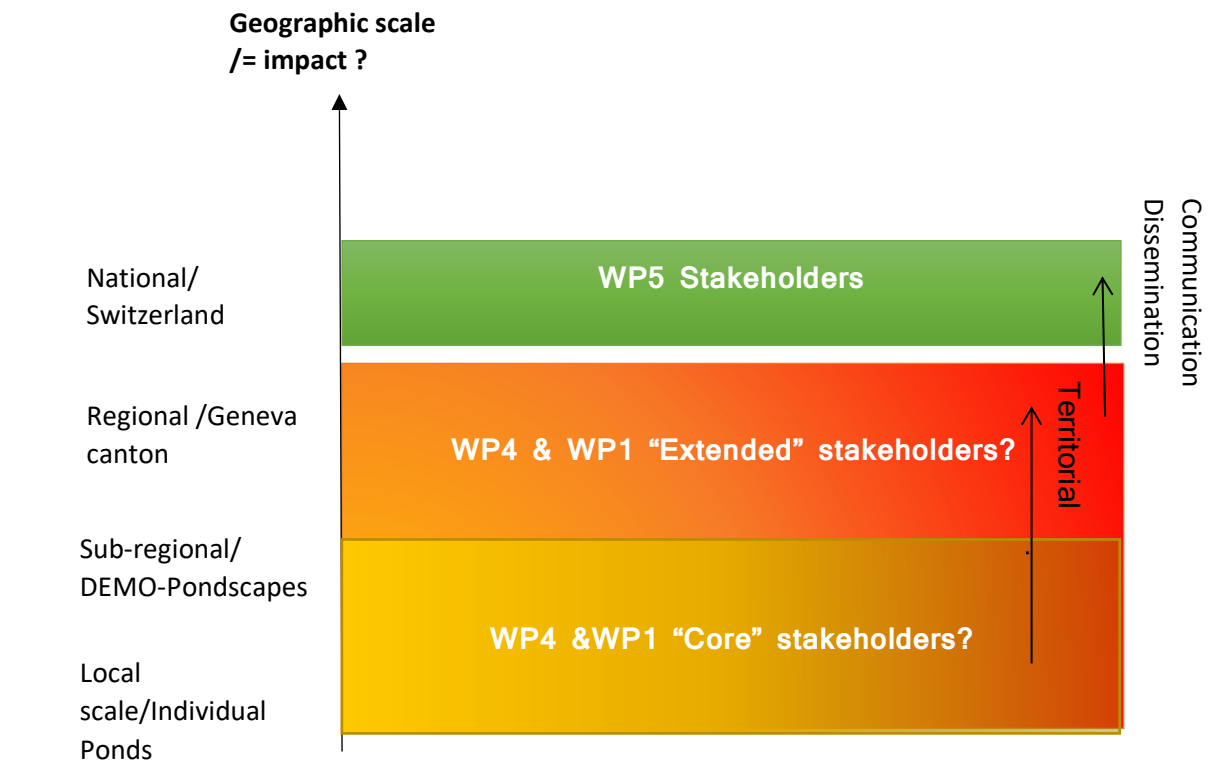 Geographic scale
/= impact ?
National/
Switzerland
WP5 Stakeholders
Communication
Dissemination
Regional /Geneva
canton
WP4 & WP1 “Extended” stakeholders?
Territorial
Sub-regional/
DEMO-Pondscapes
WP4 &WP1 “Core” stakeholders?
Local
scale/Individual
Ponds